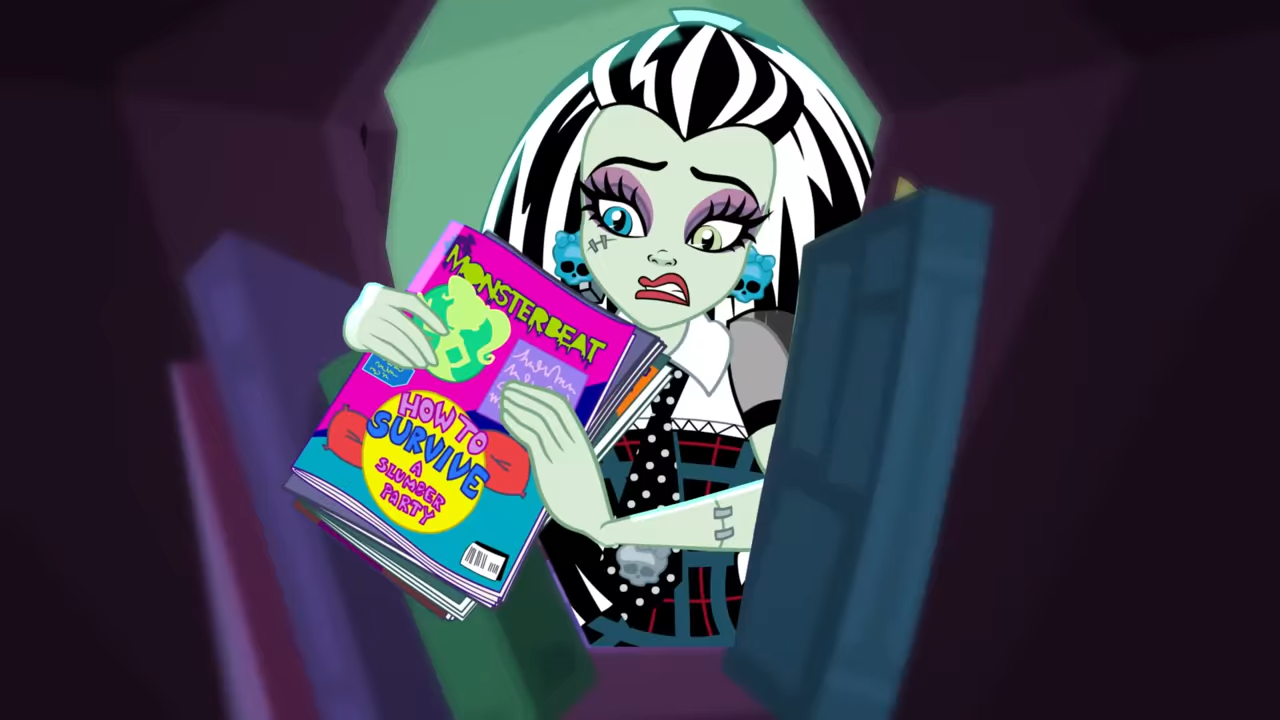 MONSTERBEAT
HOW TO
SURVIVE
A
SLUMBER
PARTY